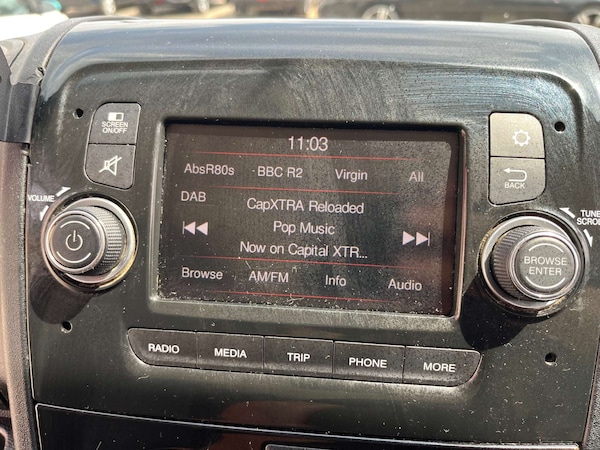 SCREEN
ON/OFF
11:03
AbsR80s BBC R2 Virgin All
BACK
DAB
CapXTRA Reloaded
VOLUME
TUNE
SCROLL
Pop Music
Now on Capital XTR...
BROWSE
ENTER
Browse AM/FM Info Audio
RADIO MEDIA TRIP PHONE MORE